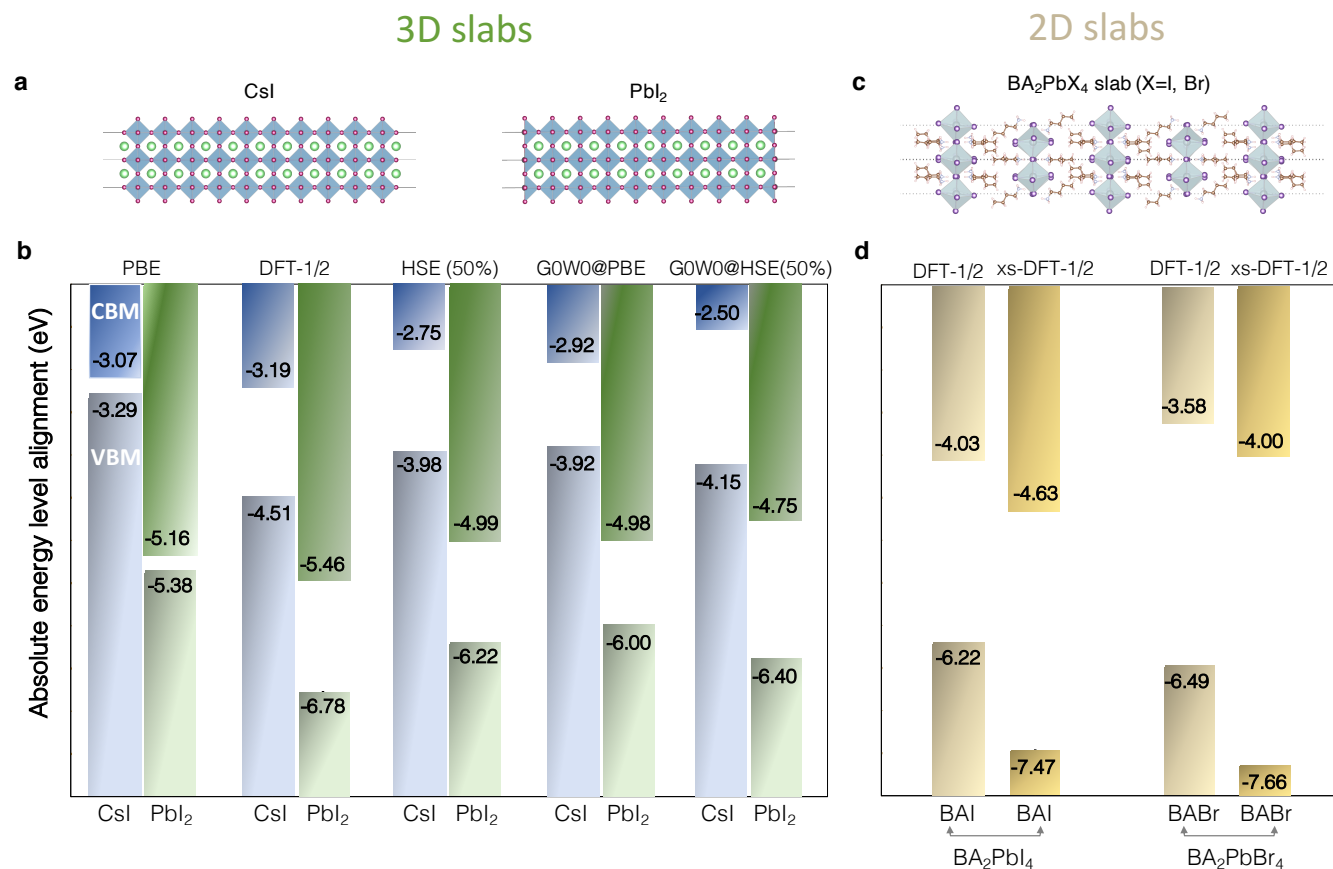 3D slabs
2D slabs
a
CsI
PbI₂
c
BA₂PbX₄ slab (X=I, Br)
b
PBE
DFT-1/2
HSE (50%)
G0W0@PBE
G0W0@HSE(50%)
d
DFT-1/2
xs-DFT-1/2
DFT-1/2
xs-DFT-1/2
Absolute energy level alignment (eV)
CBM
-3.07
-3.29
VBM
-5.16
-5.38
-3.19
-4.51
-5.46
-6.78
-2.75
-3.98
-4.99
-6.22
-2.92
-3.92
-4.98
-6.00
-2.50
-4.15
-4.75
-6.40
-4.03
-6.22
-4.63
-7.47
-3.58
-6.49
-4.00
-7.66
CsI PbI₂
CsI PbI₂
CsI PbI₂
CsI PbI₂
CsI PbI₂
BAI
BAI
BABr
BABr
BA₂PbI₄
BA₂PbBr₄